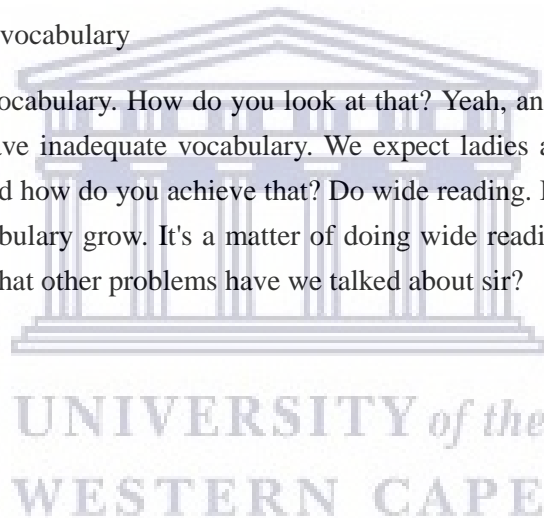 vocabulary
ocabulary. How do you look at that? Yeah, an
ave inadequate vocabulary. We expect ladies a
d how do you achieve that? Do wide reading.
bulary grow. It's a matter of doing wide readi
hat other problems have we talked about sir?
UNIVERSITY of the
WESTERN CAPE